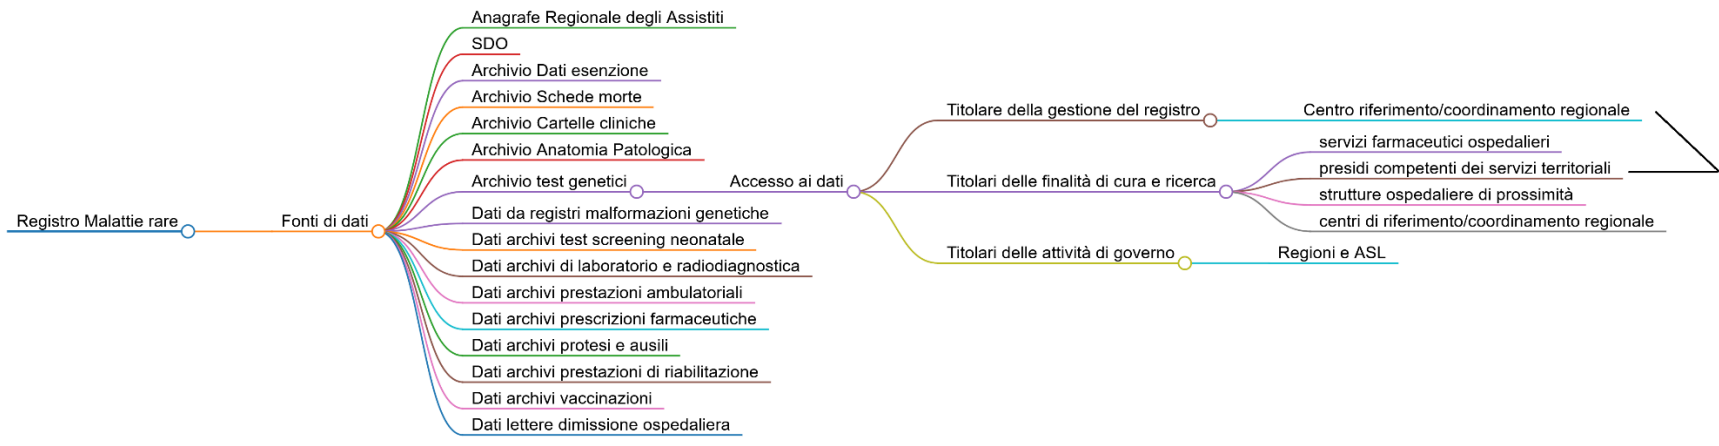 Registro Malattie rare
Fonti di dati
Anagrafe Regionale degli Assistiti
SDO
Archivio Dati esenzione
Archivio Schede morte
Archivio Cartelle cliniche
Archivio Anatomia Patologica
Archivio test genetici
Dati da registri malformazioni genetiche
Dati archivi test screening neonatale
Dati archivi di laboratorio e radiodiagnostica
Dati archivi prestazioni ambulatoriali
Dati archivi prescrizioni farmaceutiche
Dati archivi protesi e ausili
Dati archivi prestazioni di riabilitazione
Dati archivi vaccinazioni
Dati lettere dimissione ospedaliera
Accesso ai dati
Titolare della gestione del registro
Centro riferimento/coordinamento regionale
Titolari delle finalità di cura e ricerca
servizi farmaceutici ospedalieri
presidi competenti dei servizi territoriali
strutture ospedaliere di prossimità
centri di riferimento/coordinamento regionale
Titolari delle attività di governo
Regioni e ASL